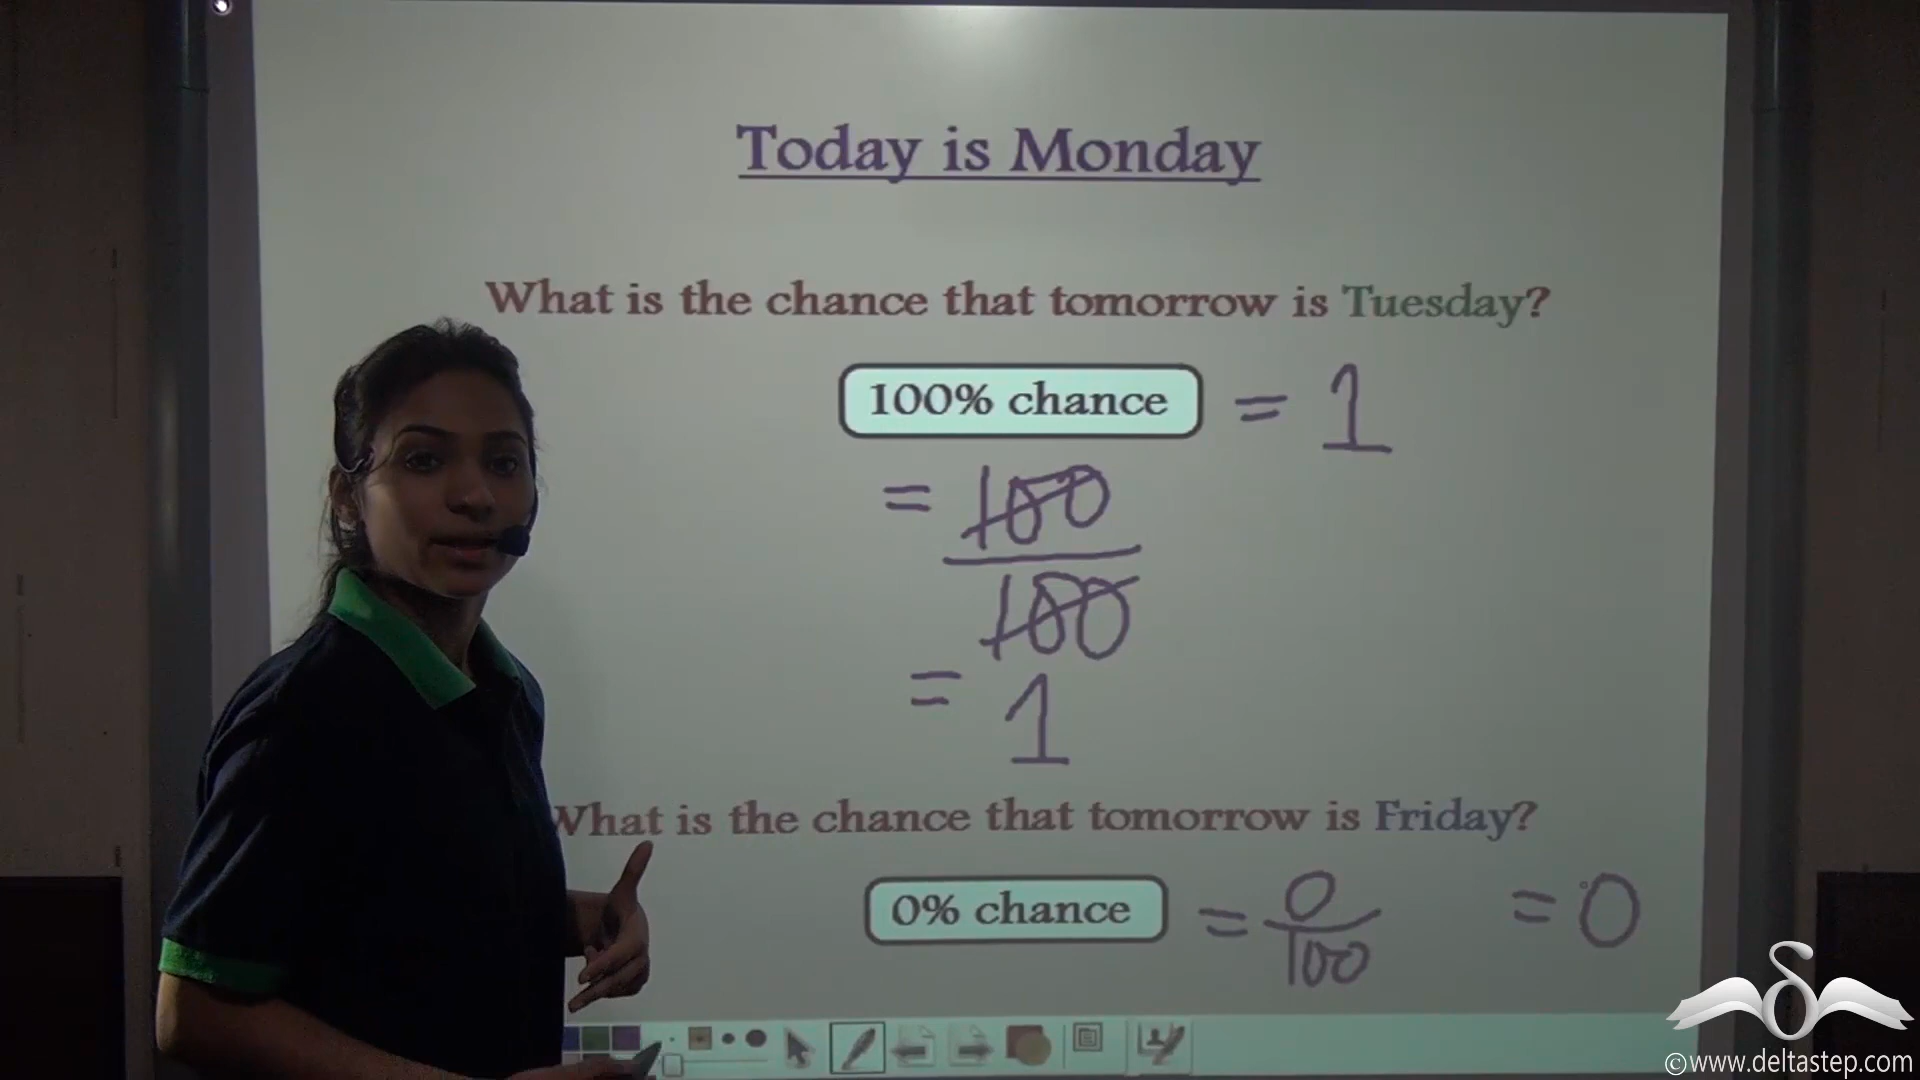 Today is Monday
What is the chance that tomorrow is Tuesday?
100% chance = 1
= 100
100
= 1
What is the chance that tomorrow is Friday?
0% chance = 0/100 = 0
©www.deltastep.com